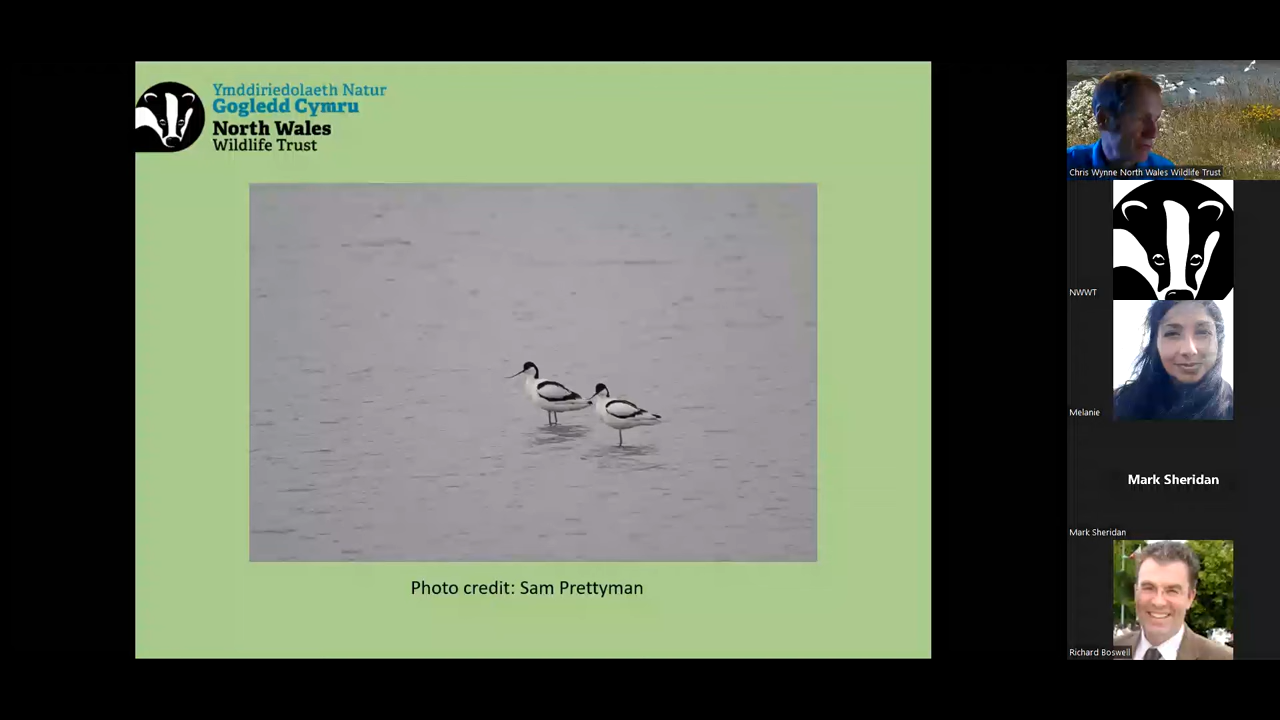 Ymddiriedolaeth Natur
Gogledd Cymru
North Wales
Wildlife Trust
Photo credit: Sam Prettyman
Chris Wynne North Wales Wildlife Trust
NWWT
Melanie
Mark Sheridan
Mark Sheridan
Richard Boswell